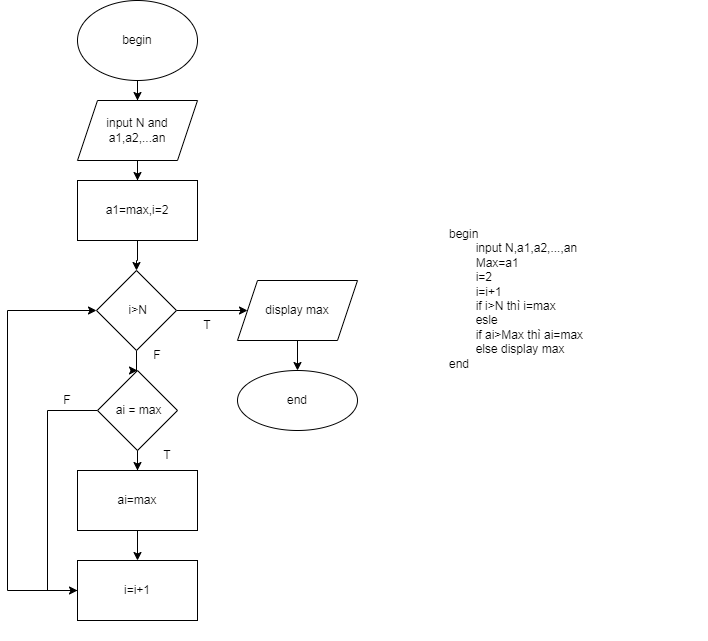 begin
input N and
a1,a2,...an
a1=max,i=2
i>N
T
display max
F
end
F
ai = max
T
ai=max
i=i+1
begin
input N,a1,a2,...,an
Max=a1
i=2
i=i+1
if i>N thì i=max
esle
if ai>Max thì ai=max
else display max
end